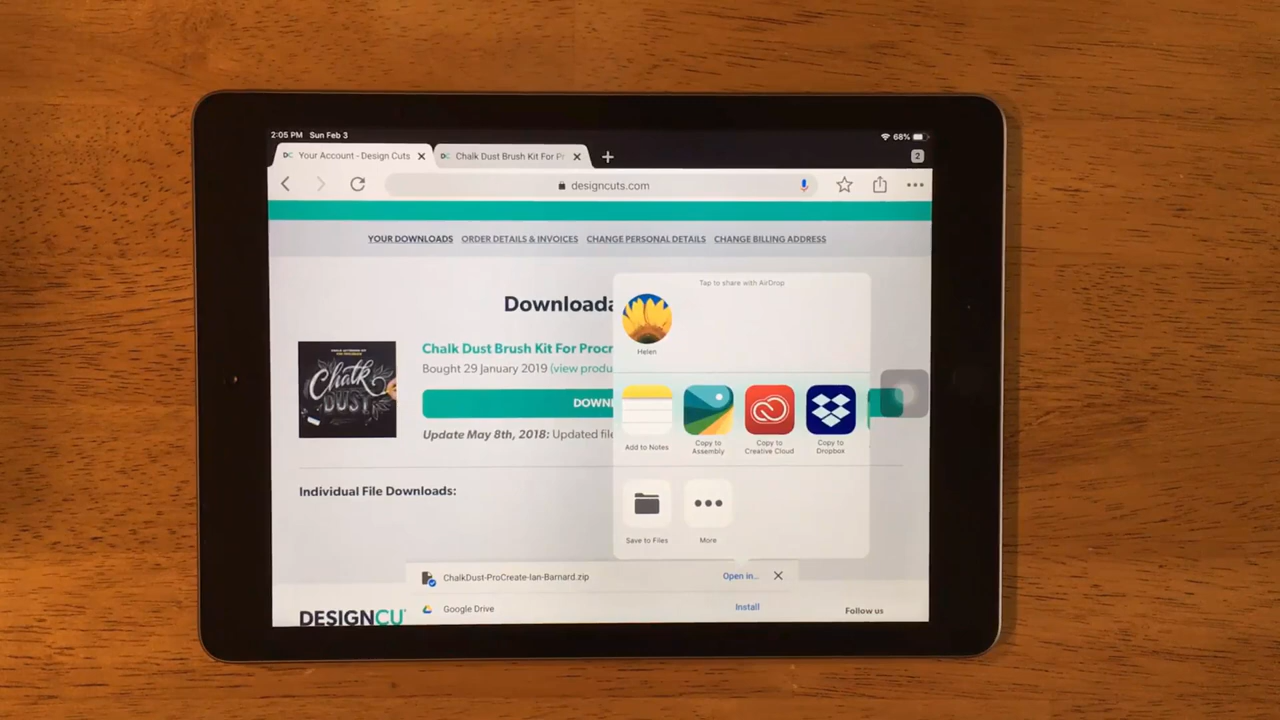 2:05 PM Sun Feb 3
68%
DC Your Account - Design Cuts
DC Chalk Dust Brush Kit For Pr
2
designcuts.com
YOUR DOWNLOADS ORDER DETAILS & INVOICES CHANGE PERSONAL DETAILS CHANGE BILLING ADDRESS
Tap to share with AirDrop
Helen
Downloada
Chalk DUST
Chalk Dust Brush Kit For Procr
Bought 29 January 2019 (view produ
DOWN
Update May 8th, 2018: Updated file
Add to Notes
Copy to Assembly
Copy to Creative Cloud
Copy to Dropbox
Individual File Downloads:
Save to Files
More
ChalkDust-ProCreate-Ian-Barnard.zip
Open in...
Google Drive
Install
DESIGNCU
Follow us